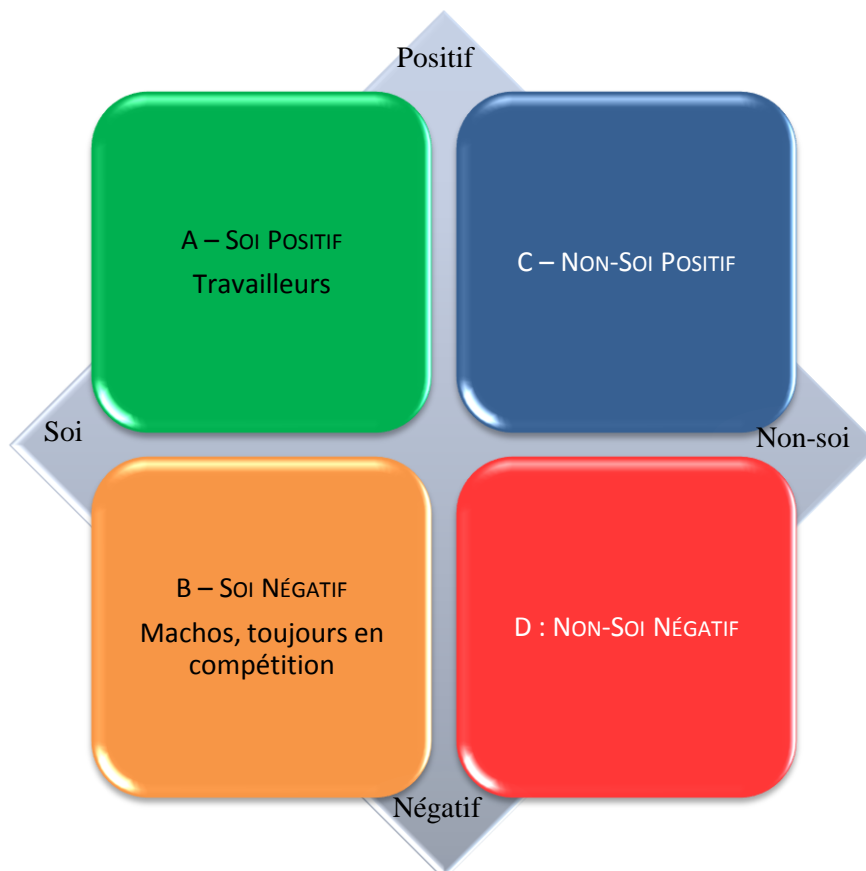 Positif
A – SOI POSITIF
Travailleurs
C – NON-SOI POSITIF
Soi
Non-soi
B – SOI NÉGATIF
Machos, toujours en
compétition
D : NON-SOI NÉGATIF
Négatif